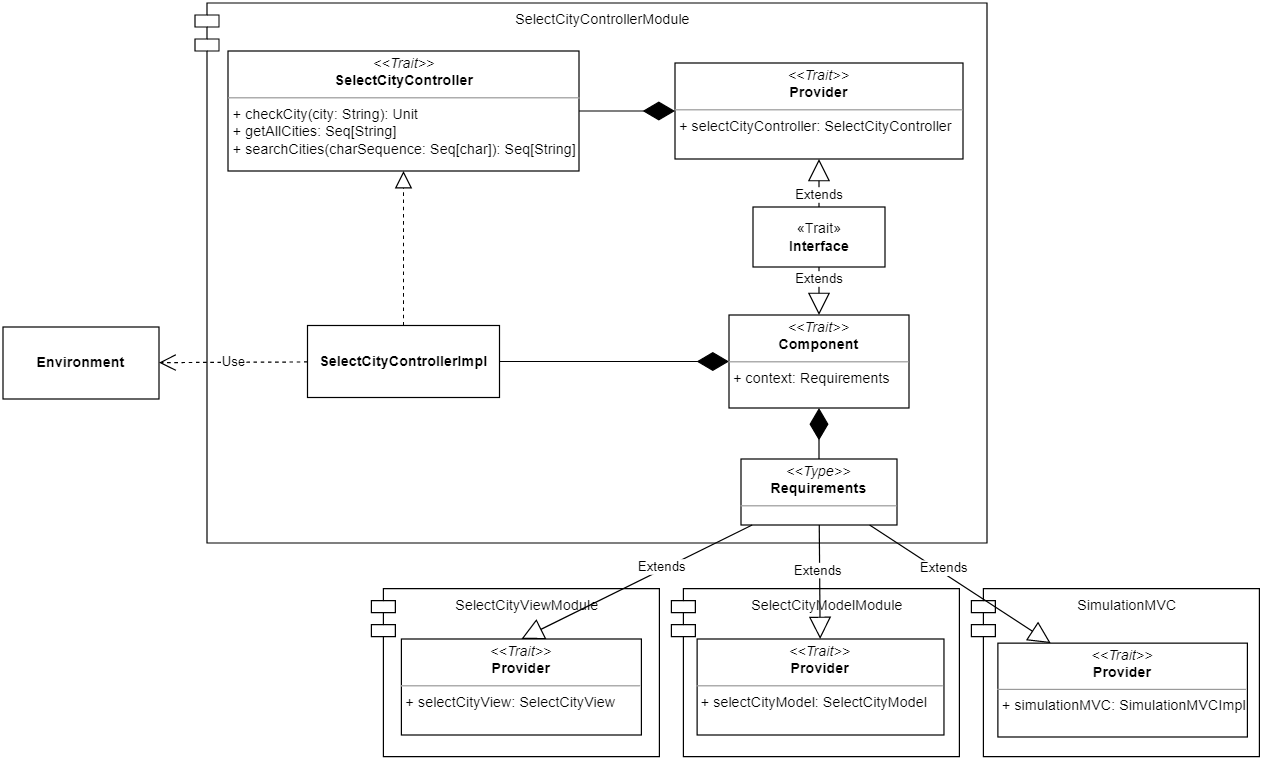 SelectCityControllerModule
<<Trait>>
SelectCityController
+ checkCity(city: String): Unit
+ getAllCities: Seq[String]
+ searchCities(charSequence: Seq[char]): Seq[String]
<<Trait>>
Provider
+ selectCityController: SelectCityController
Extends
«Trait»
Interface
Extends
<<Trait>>
Component
+ context: Requirements
Environment
Use
SelectCityControllerImpl
<<Type>>
Requirements
Extends
Extends
Extends
SelectCityViewModule
<<Trait>>
Provider
+ selectCityView: SelectCityView
SelectCityModelModule
<<Trait>>
Provider
+ selectCityModel: SelectCityModel
SimulationMVC
<<Trait>>
Provider
+ simulationMVC: SimulationMVCImpl